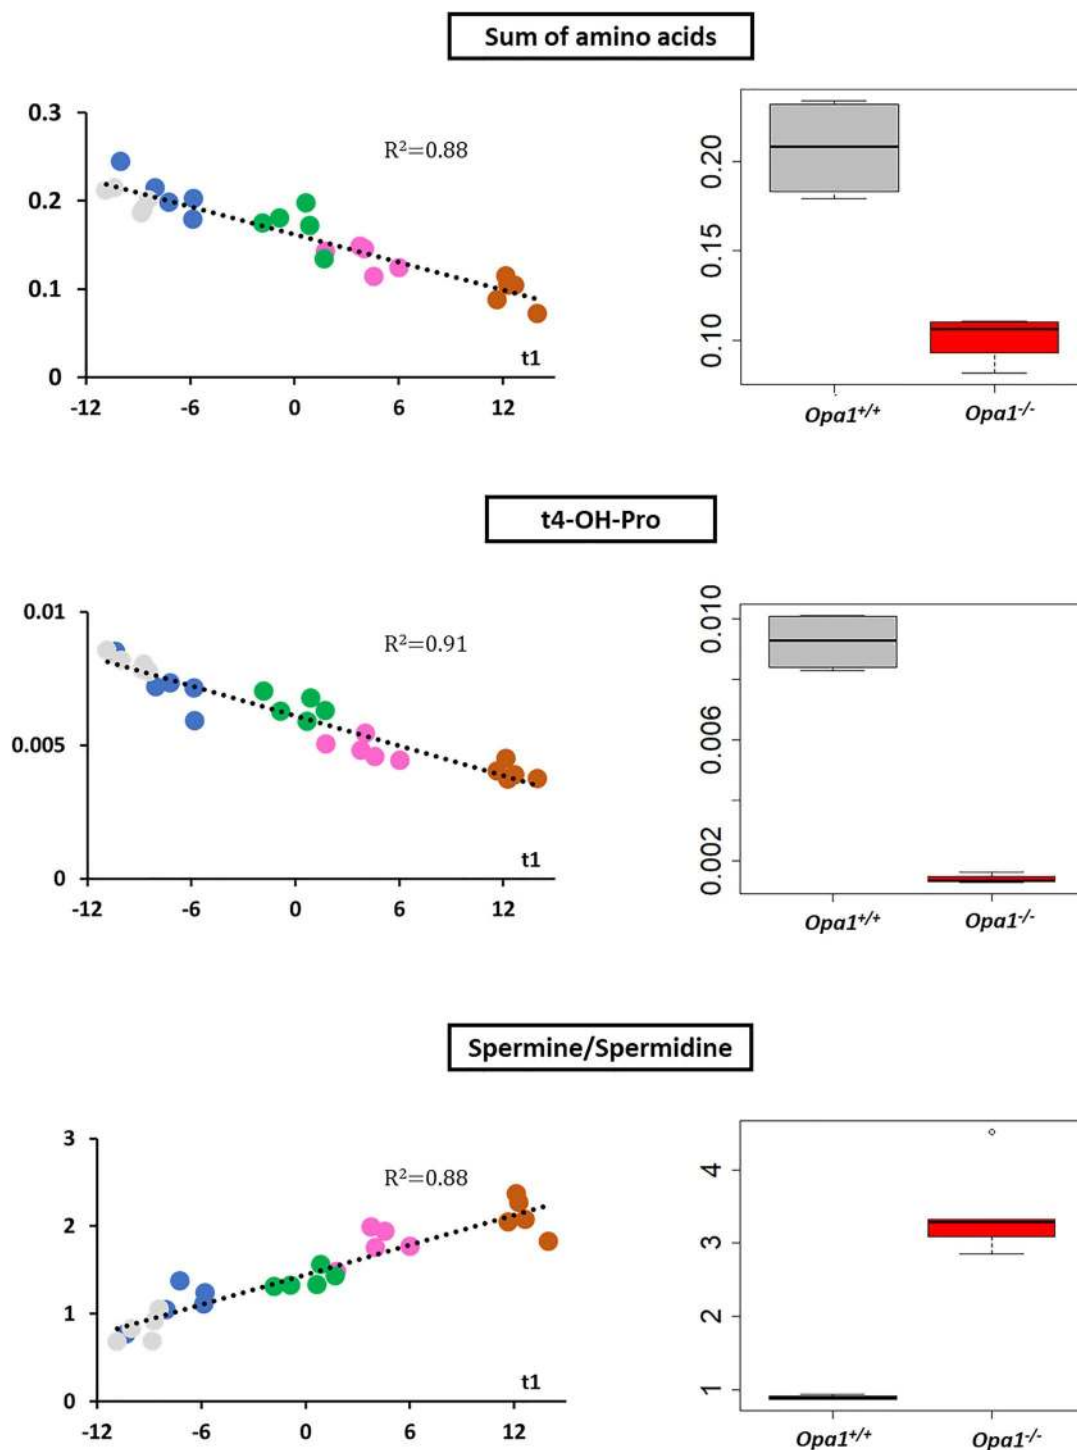 Sum of amino acids
0.3
0.2
0.1
0
-12 -6 0 6 12
R²=0.88
t1
0.20
0.15
0.10
Opa1+/+ Opa1-/-
t4-OH-Pro
0.01
0.005
0
-12 -6 0 6 12
R²=0.91
t1
0.010
0.006
0.002
Opa1+/+ Opa1-/-
Spermine/Spermidine
3
2
1
0
-12 -6 0 6 12
R²=0.88
t1
4
3
2
1
Opa1+/+ Opa1-/-